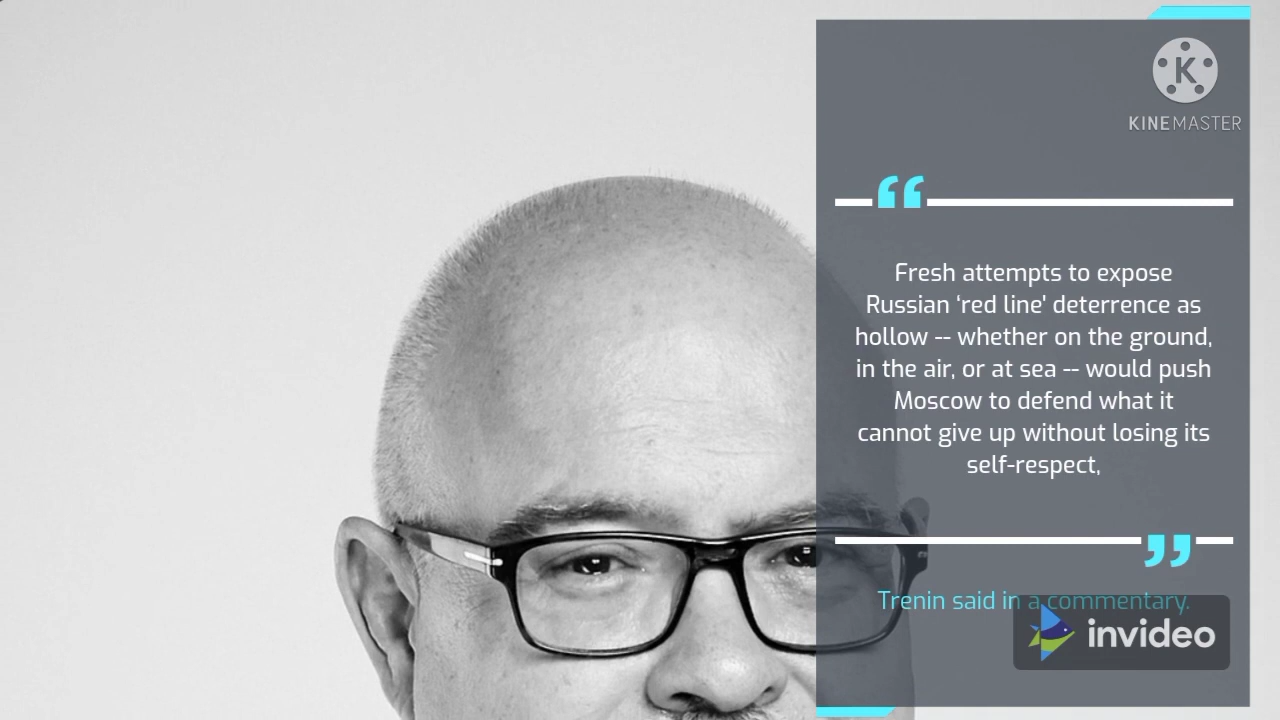 K
KINEMASTER
“
Fresh attempts to expose
Russian ‘red line' deterrence as
hollow -- whether on the ground,
in the air, or at sea -- would push
Moscow to defend what it
cannot give up without losing its
self-respect,
”
Trenin said in a commentary.
invideo